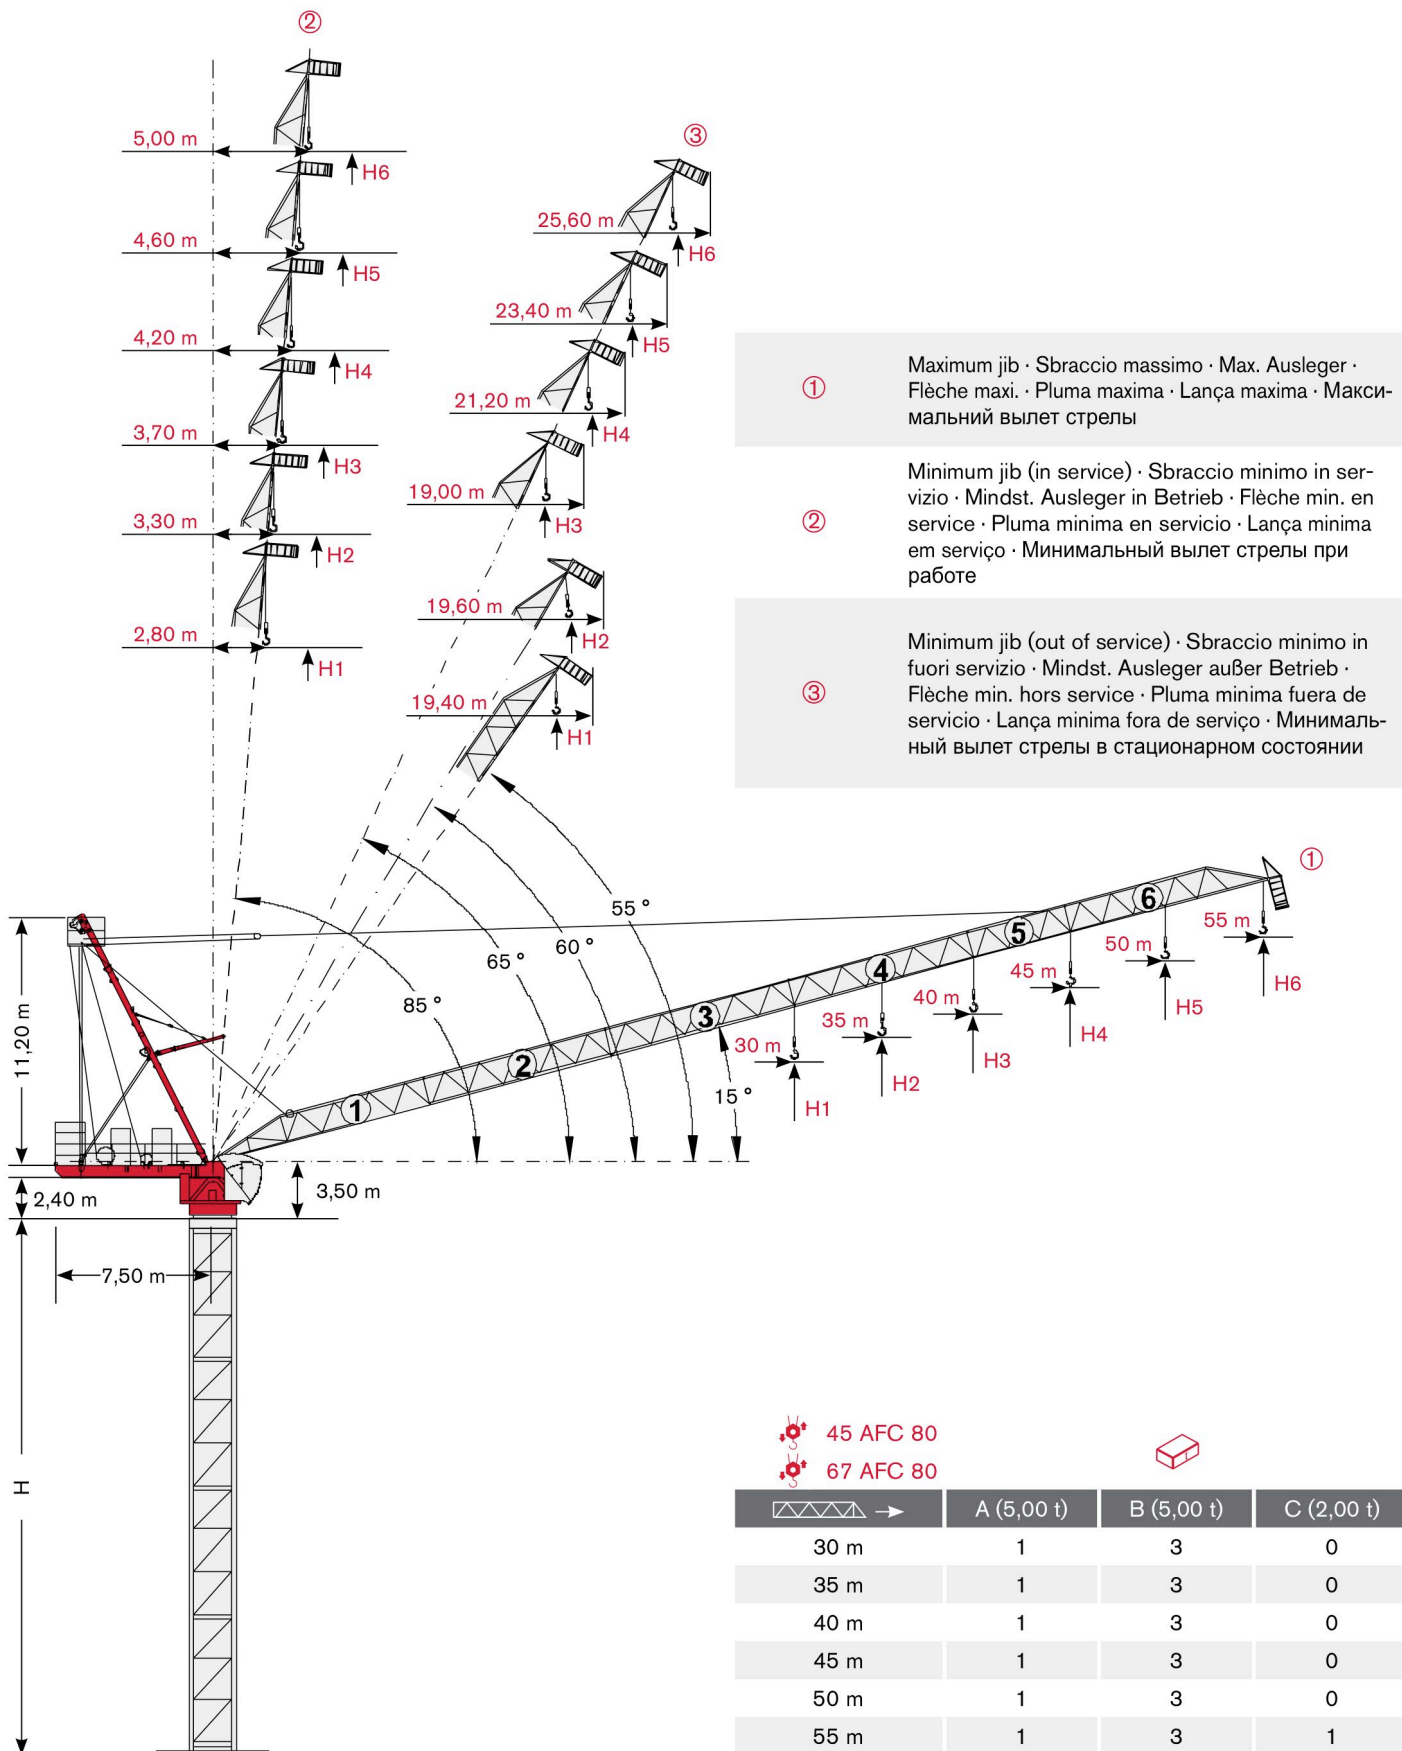 ②
5,00 m
H6
4,60 m
H5
4,20 m
H4
3,70 m
H3
3,30 m
H2
2,80 m
H1
③
25,60 m
H6
23,40 m
H5
21,20 m
H4
19,00 m
H3
19,60 m
H2
19,40 m
H1
①
Maximum jib · Sbraccio massimo · Max. Ausleger ·
Flèche maxi. · Pluma maxima · Lança maxima · Макси-
мальний вылет стрелы
②
Minimum jib (in service) · Sbraccio minimo in ser-
vizio · Mindst. Ausleger in Betrieb · Flèche min. en
service · Pluma minima en servicio · Lança minima
em serviço · Минимальный вылет стрелы при
работе
③
Minimum jib (out of service) · Sbraccio minimo in
fuori servizio · Mindst. Ausleger außer Betrieb ·
Flèche min. hors service · Pluma minima fuera de
servicio · Lança minima fora de serviço · Минималь-
ный вылет стрелы в стационарном состоянии
85 °
65 °
60 °
55 °
15 °
①
1
2
3
4
5
6
30 m
H1
35 m
H2
40 m
H3
45 m
H4
50 m
H5
55 m
H6
11,20 m
2,40 m
3,50 m
7,50 m
H
45 AFC 80
67 AFC 80
A (5,00 t) B (5,00 t) C (2,00 t)
30 m 1 3 0
35 m 1 3 0
40 m 1 3 0
45 m 1 3 0
50 m 1 3 0
55 m 1 3 1